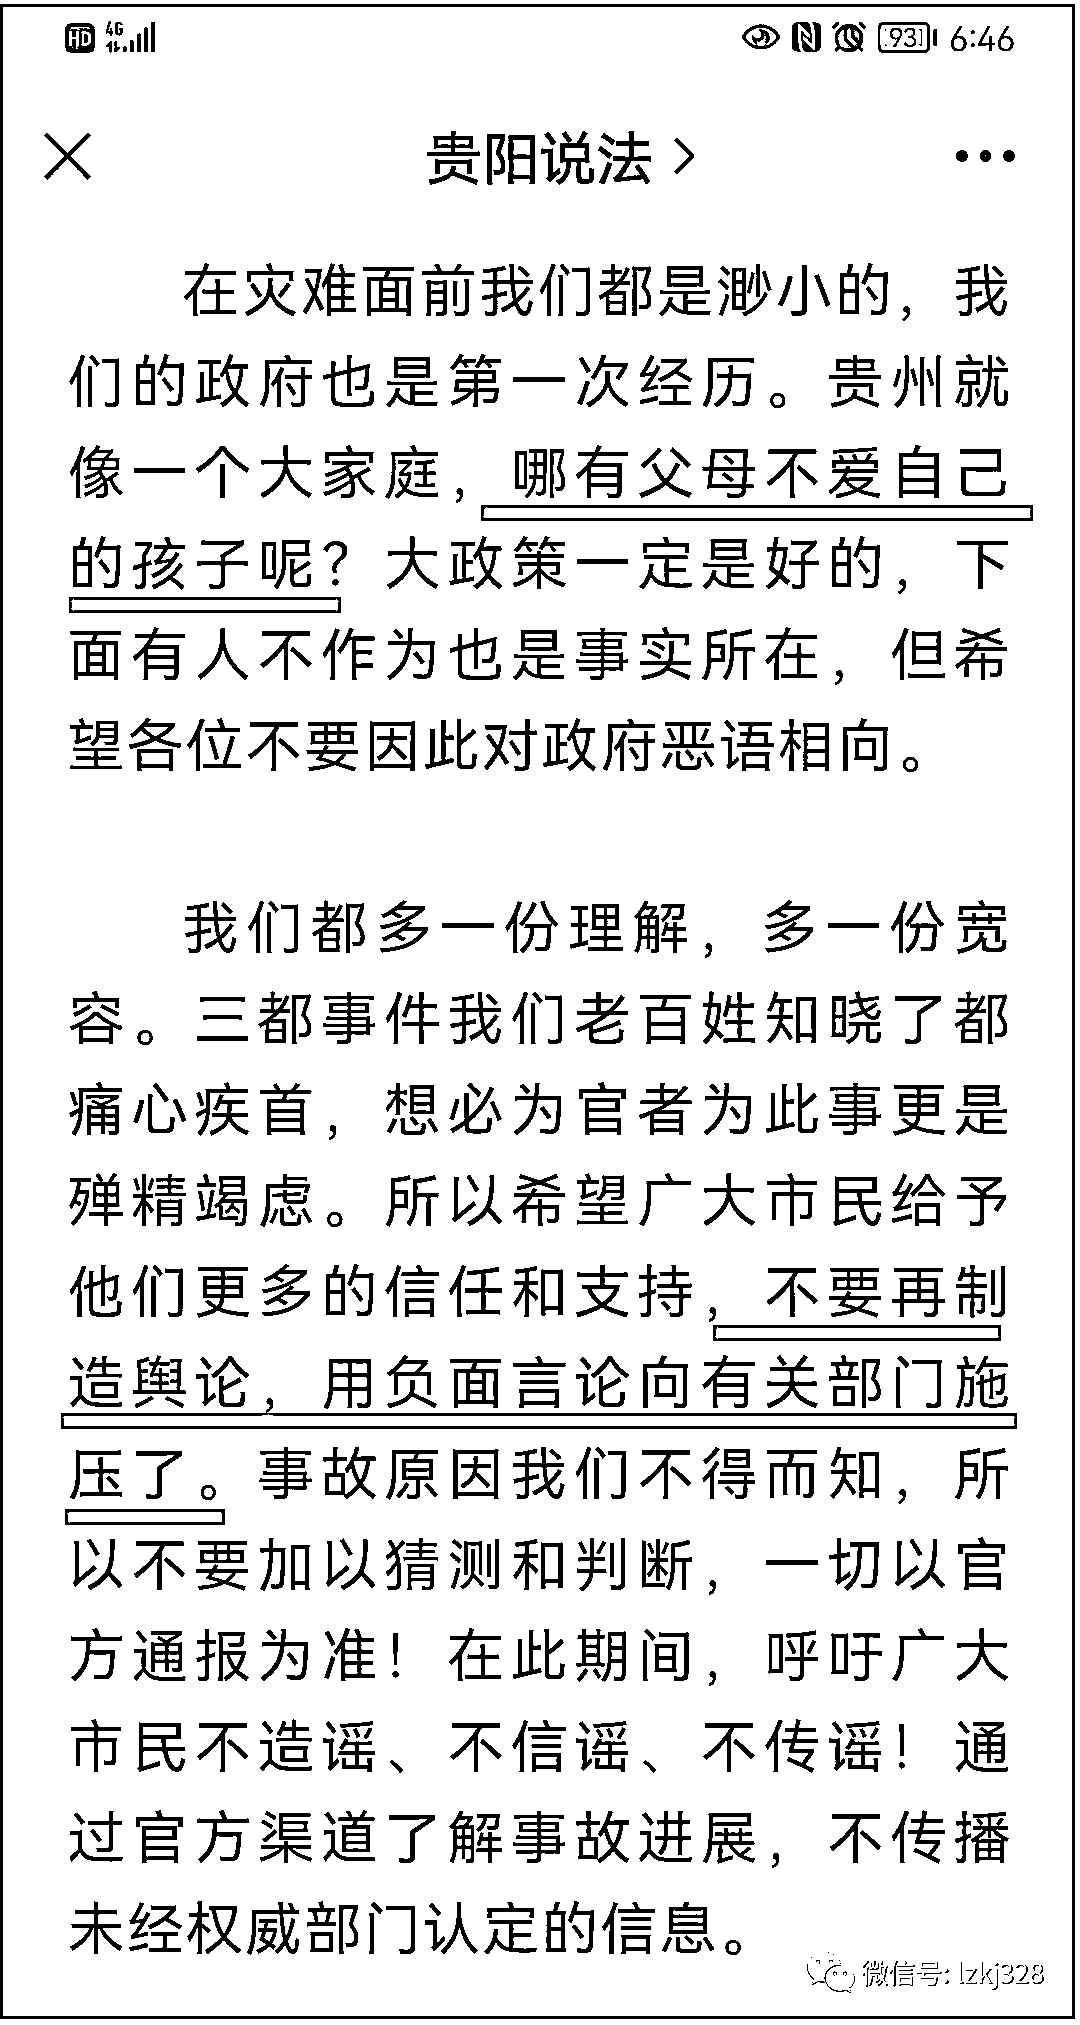 HD 4G 93 6:46
贵阳说法
在灾难面前我们都是渺小的，我
们的政府也是第一次经历。贵州就
像一个大家庭，哪有父母不爱自己
的孩子呢？大政策一定是好的，下
面有人不作为也是事实所在，但希
望各位不要因此对政府恶语相向。
我们都多一份理解，多一份宽
容。三都事件我们老百姓知晓了都
痛心疾首，想必为官者为此事更是
殚精竭虑。所以希望广大市民给予
他们更多的信任和支持，不要再制
造舆论，用负面言论向有关部门施
压了。事故原因我们不得而知，所
以不要加以猜测和判断，一切以官
方通报为准！在此期间，呼吁广大
市民不造谣、不信谣、不传谣！通
过官方渠道了解事故进展，不传播
未经权威部门认定的信息。
微信号: lzkj328